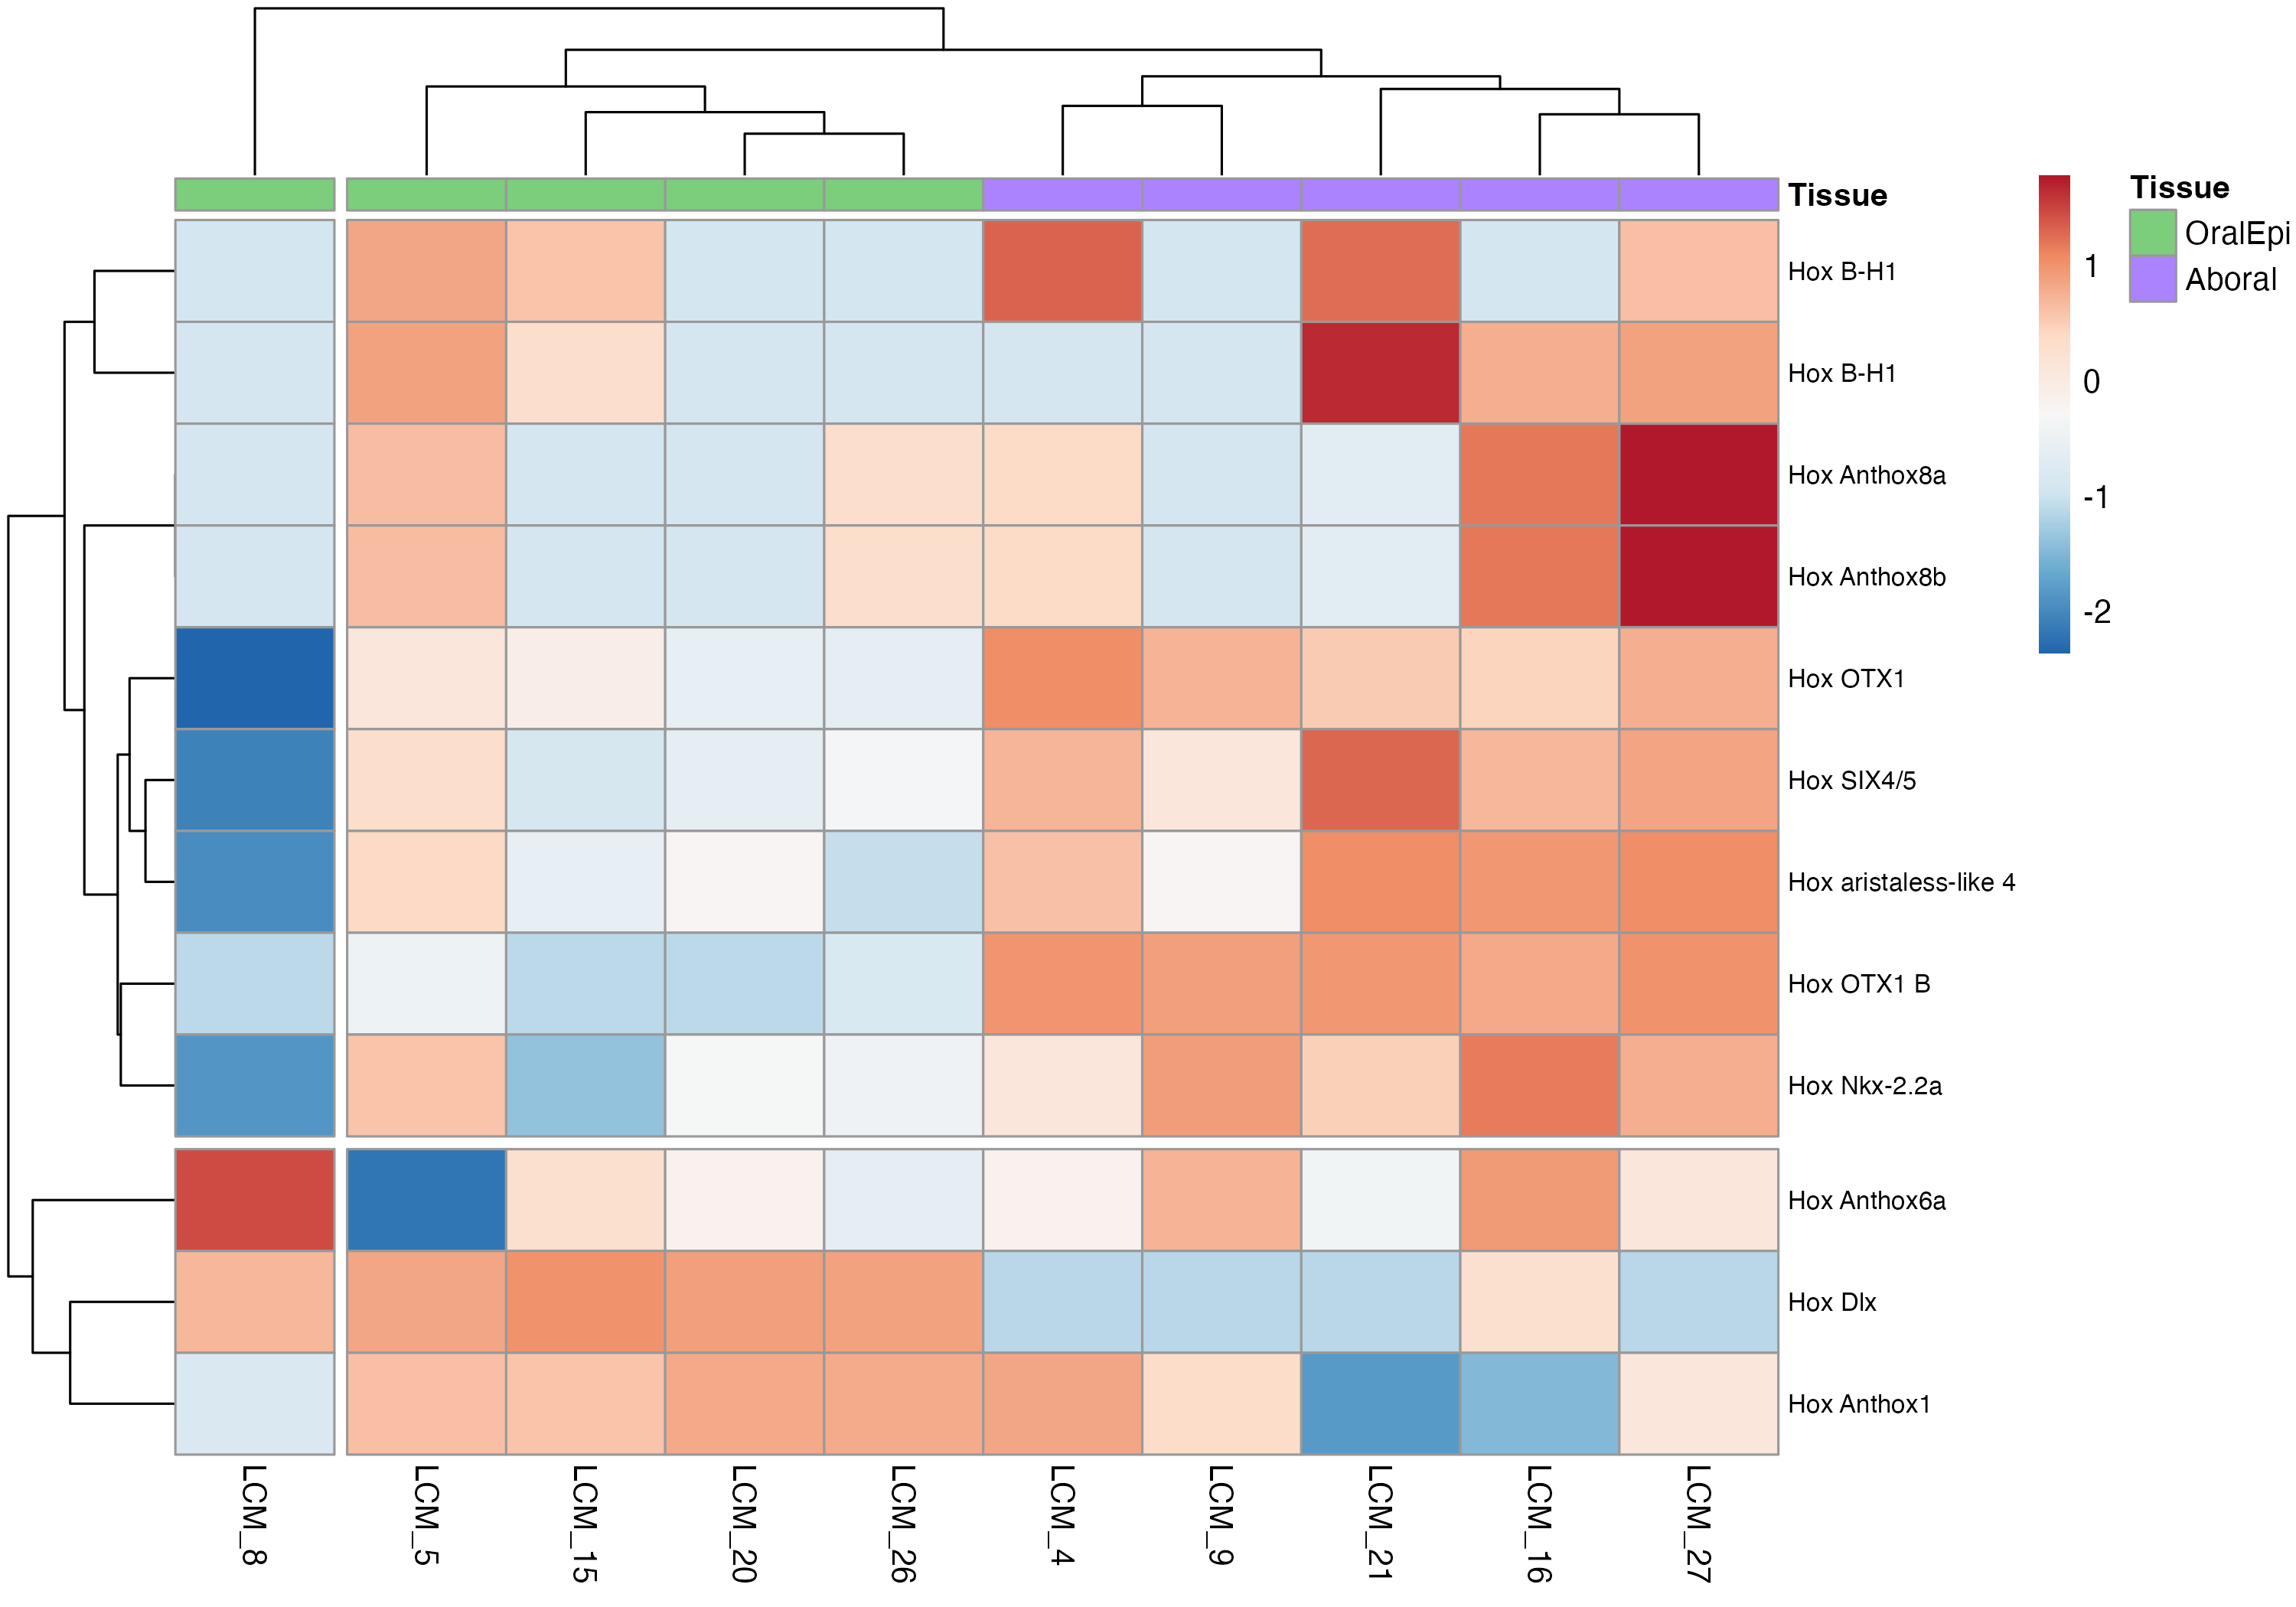 Tissue
Hox B-H1
Hox B-H1
Hox Anthox8a
Hox Anthox8b
Hox OTX1
Hox SIX4/5
Hox aristaless-like 4
Hox OTX1 B
Hox Nkx-2.2a
Hox Anthox6a
Hox Dlx
Hox Anthox1
LCM_8
LCM_5
LCM_15
LCM_20
LCM_26
LCM_4
LCM_9
LCM_21
LCM_16
LCM_27
1
0
-1
-2
Tissue
OralEpi
Aboral